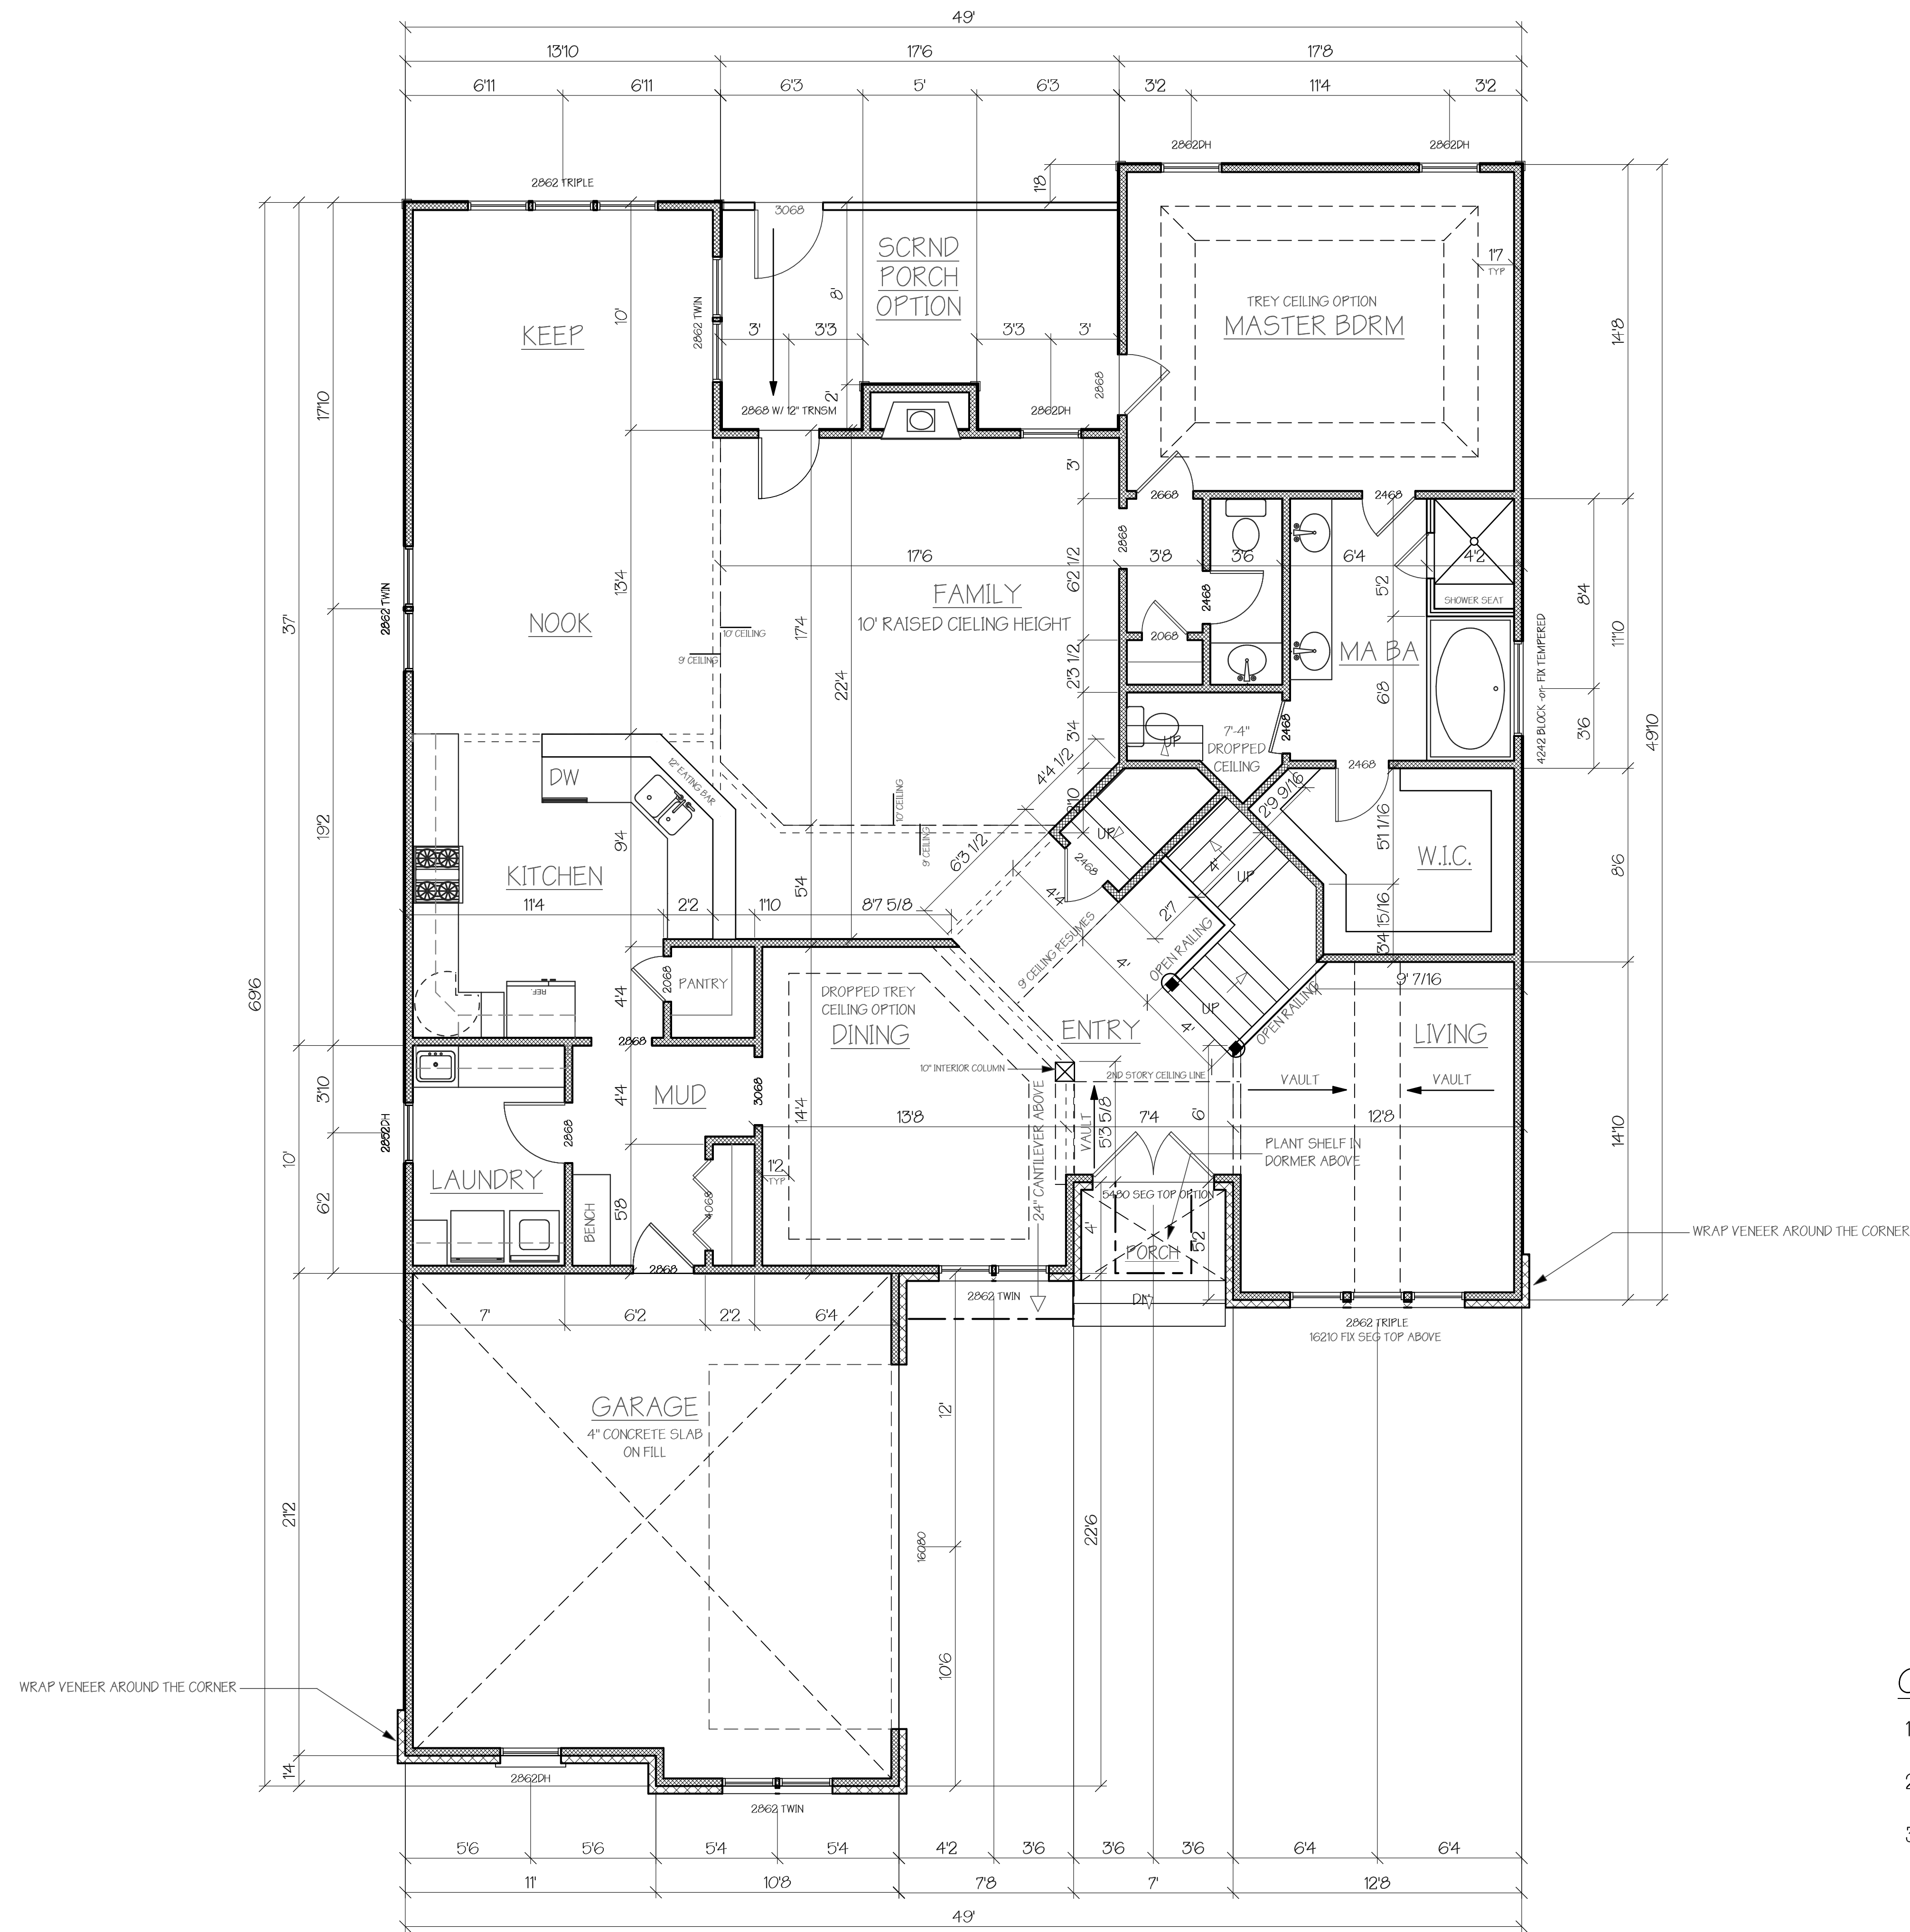 49'
13'10
17'6
17'8
6'11
6'11
6'3
5'
6'3
3'2
11'4
3'2
2862DH
2862DH
2862 TRIPLE
1'8
3068
SCRND
PORCH
OPTION
1'7
TYP
TREY CEILING OPTION
MASTER BDRM
KEEP
10'
2862 TWIN
8'
3'
3'3
3'3
3'
14'8
2'
2868
17'10
2868 W/ 12" TRNSM
2862DH
3'
2668
2468
2868
17'6
3'8
3'6
6'4
4'2
13'4
6'2 1/2
5'2
FAMILY
10' RAISED CIELING HEIGHT
2468
SHOWER SEAT
8'4
2862 TWIN
NOOK
37'
10' CEILING
17'4
2068
11'10
9' CEILING
MA BA
2'3 1/2
22'4
6'8
4242 BLOCK -or- FIX TEMPERED
3'6
49'10
3'4
UP
7'-4"
DROPPED
CEILING
2468
2468
DW
12" EATING BAR
4'4 1/2
2'9 9/16
10' CEILING
9' CEILING
19'2
9'4
UP
5'11 1/16
6'3 1/2
2468
4'
W.I.C.
8'6
KITCHEN
UP
5'4
4'4
11'4
2'2
1'10
8'7 5/8
2'7
9' CEILING RESUMES
OPEN RAILING
3'4 15/16
4'
PANTRY
2068
REF.
4'4
9' 7/16
DROPPED TREY
CEILING OPTION
DINING
69'6
UP
4'
OPEN RAILING
ENTRY
LIVING
2868
10" INTERIOR COLUMN
2ND STORY CEILING LINE
VAULT
VAULT
3'10
4'4
MUD
3068
14'4
13'8
24" CANTILEVER ABOVE
VAULT
5'3 5/8
7'4
6'
12'8
2852DH
2868
PLANT SHELF IN
DORMER ABOVE
14'10
10'
LAUNDRY
1'2
TYP
5480 SEG TOP OPTION
6'2
BENCH
5'8
4068
4'
PORCH
5'2
WRAP VENEER AROUND THE CORNER
2868
2862 TWIN
DN
7'
6'2
2'2
6'4
2862 TRIPLE
16210 FIX SEG TOP ABOVE
GARAGE
4" CONCRETE SLAB
ON FILL
12'
21'2
22'6
16080
10'6
WRAP VENEER AROUND THE CORNER
1'4
2862DH
2862 TWIN
5'6
5'6
5'4
5'4
4'2
3'6
3'6
3'6
6'4
6'4
11'
10'8
7'8
7'
12'8
49'
1
2
3